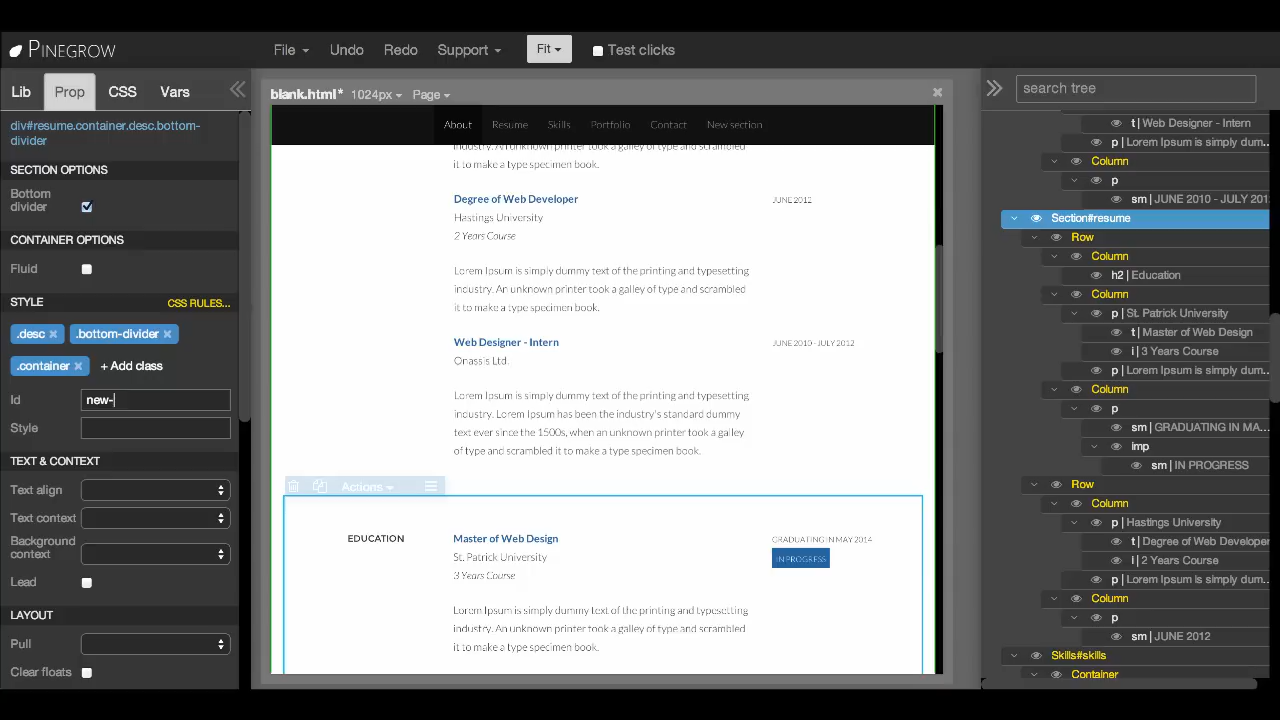 PINEGROW
File
Undo
Redo
Support
Fit
Test clicks
Lib
Prop
CSS
Vars
div#resume.container.desc.bottom-
divider
SECTION OPTIONS
Bottom
divider
CONTAINER OPTIONS
Fluid
STYLE
CSS RULES...
.desc
.bottom-divider
.container
+ Add class
Id
new-
Style
TEXT & CONTEXT
Text align
Text context
Background
context
Lead
LAYOUT
Pull
Clear floats
blank.html*
1024px
Page
About
Resume
Skills
Portfolio
Contact
New section
industry. An unknown printer took a galley of type and scrambled
it to make a type specimen book.
Degree of Web Developer
JUNE 2012
Hastings University
2 Years Course
Lorem Ipsum is simply dummy text of the printing and typesetting
industry. An unknown printer took a galley of type and scrambled
it to make a type specimen book.
Web Designer - Intern
JUNE 2010 - JULY 2012
Onassis Ltd.
Lorem Ipsum is simply dummy text of the printing and typesetting
industry. Lorem Ipsum has been the industry's standard dummy
text ever since the 1500s, when an unknown printer took a galley
of type and scrambled it to make a type specimen book.
Actions
EDUCATION
Master of Web Design
GRADUATING IN MAY 2014
St. Patrick University
IN PROGRESS
3 Years Course
Lorem Ipsum is simply dummy text of the printing and typesetting
industry. An unknown printer took a galley of type and scrambled
it to make a type specimen book.
search tree
t | Web Designer - Intern
p | Lorem Ipsum is simply dum...
Column
p
sm | JUNE 2010 - JULY 201
Section#resume
Row
Column
h2 | Education
Column
p | St. Patrick University
t | Master of Web Design
i | 3 Years Course
p | Lorem Ipsum is simply dum...
Column
p
sm | GRADUATING IN MA...
imp
sm | IN PROGRESS
Row
Column
p | Hastings University
t | Degree of Web Developer
i | 2 Years Course
p | Lorem Ipsum is simply dum...
Column
p
sm | JUNE 2012
Skills#skills
Container